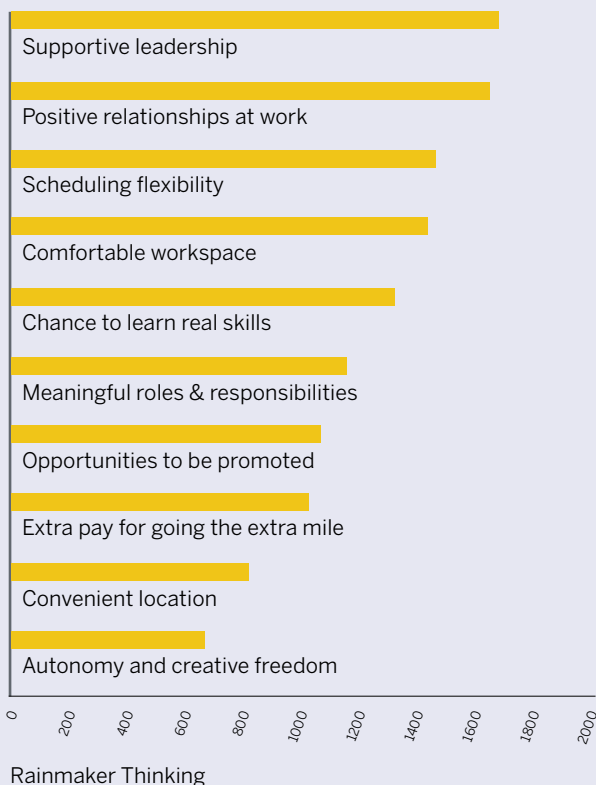 Supportive leadership
Positive relationships at work
Scheduling flexibility
Comfortable workspace
Chance to learn real skills
Meaningful roles & responsibilities
Opportunities to be promoted
Extra pay for going the extra mile
Convenient location
Autonomy and creative freedom
0 200 400 600 800 1000 1200 1400 1600 1800 2000
Rainmaker Thinking